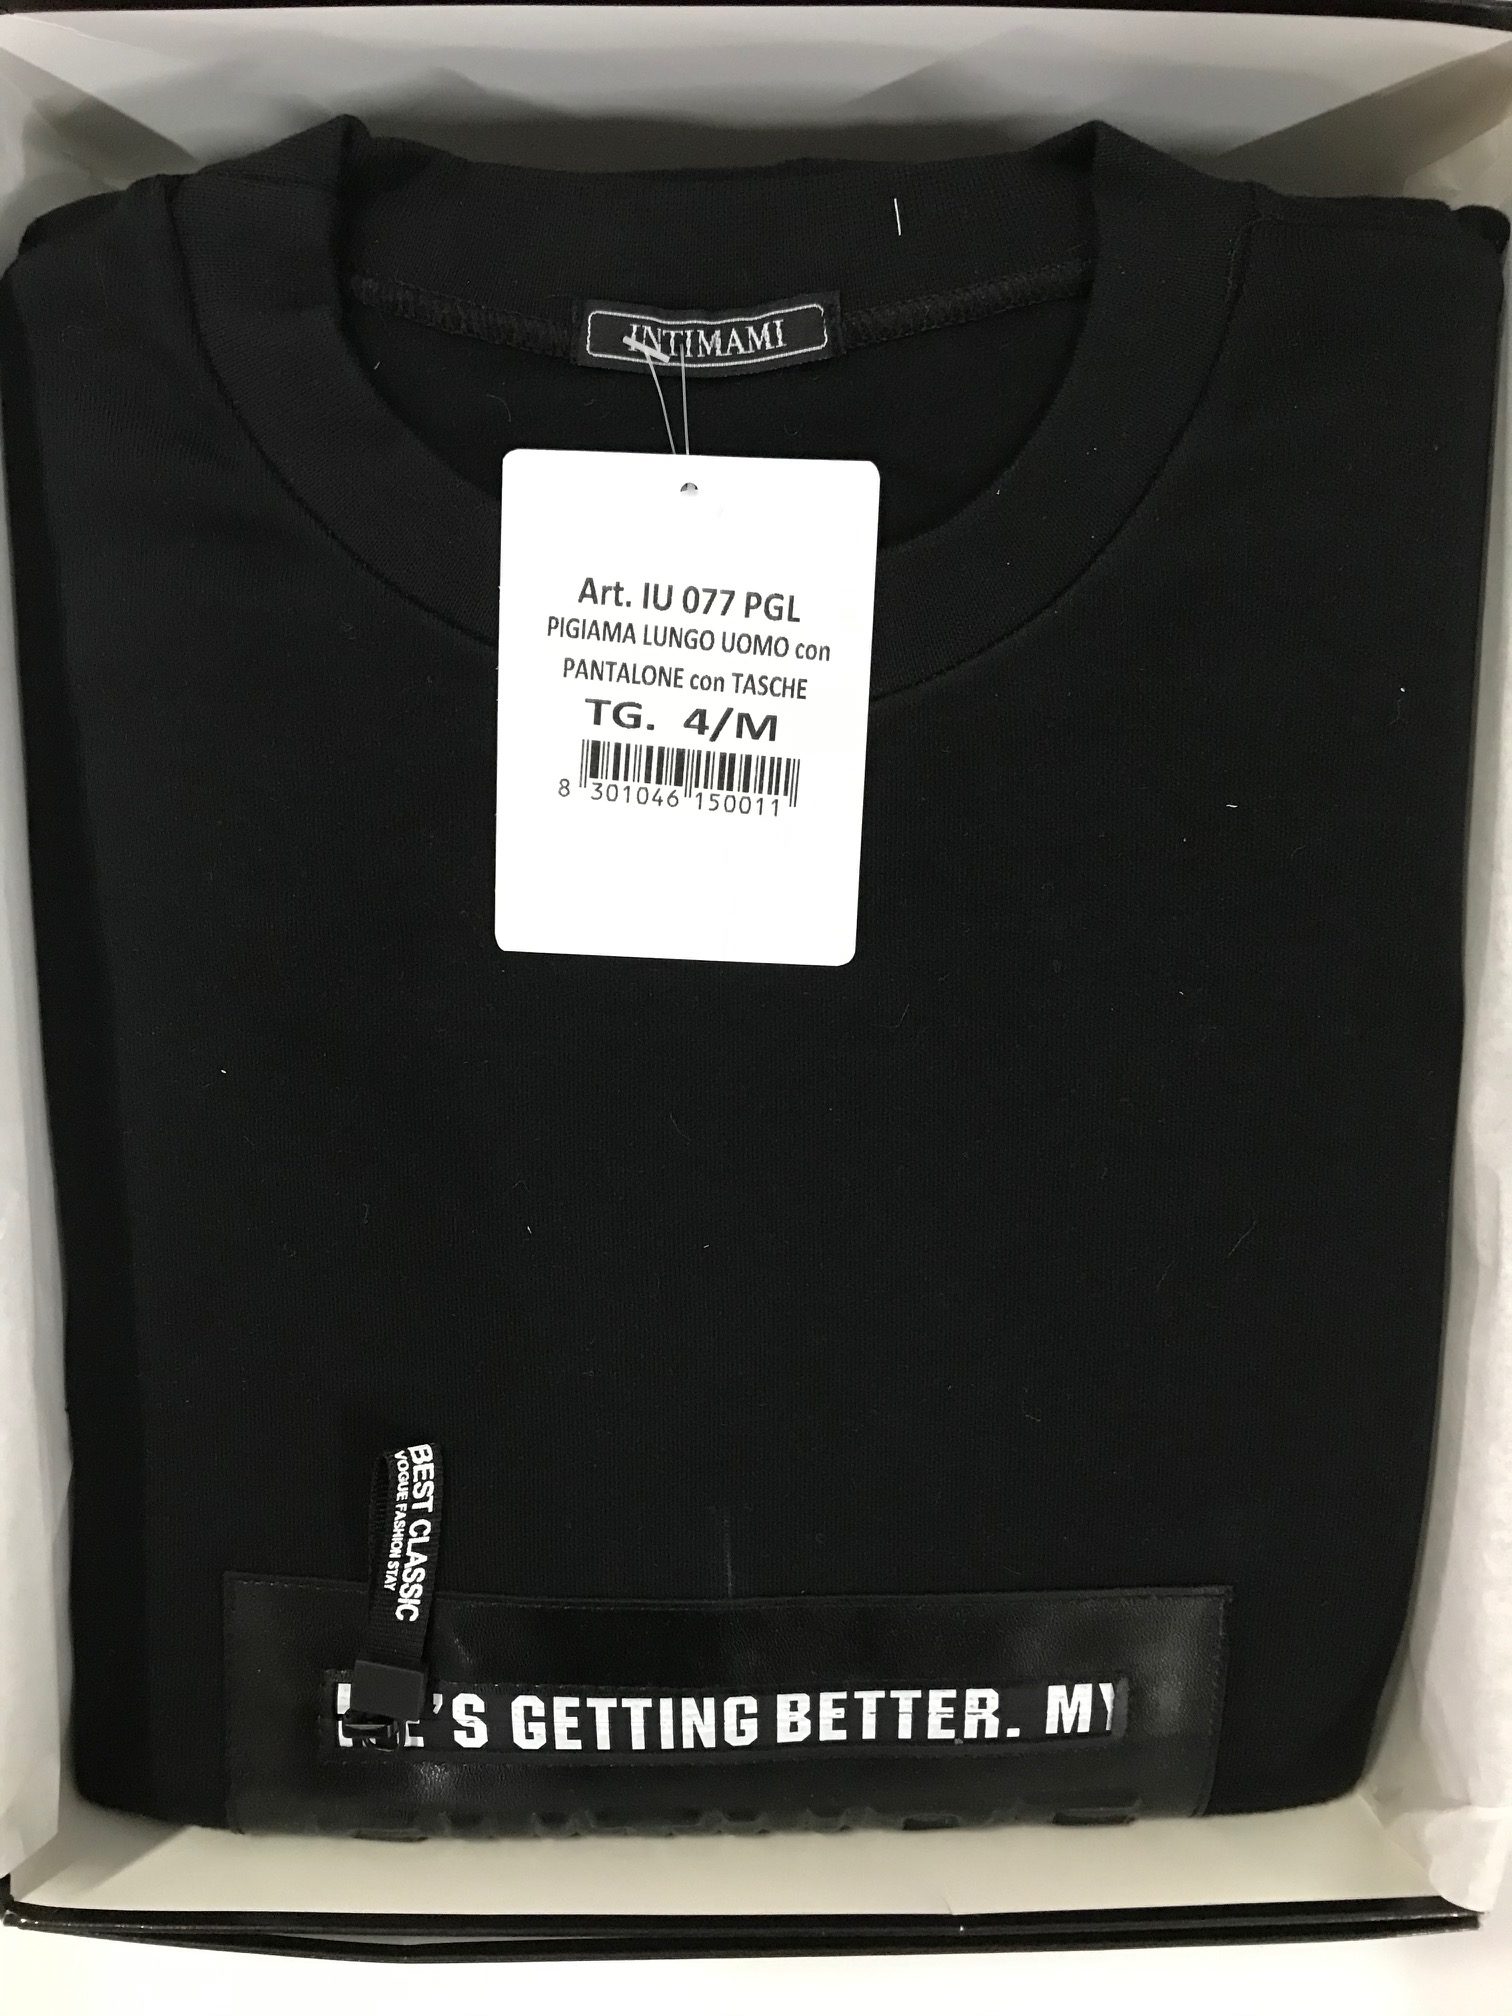 INTIMAMI
Art. IU 077 PGL
PIGIAMA LUNGO UOMO con
PANTALONE con TASCHE
TG. 4/M
8 301046 150011
BEST CLASSIC
VOGUE FASHION STAY
'S GETTING BETTER. MY